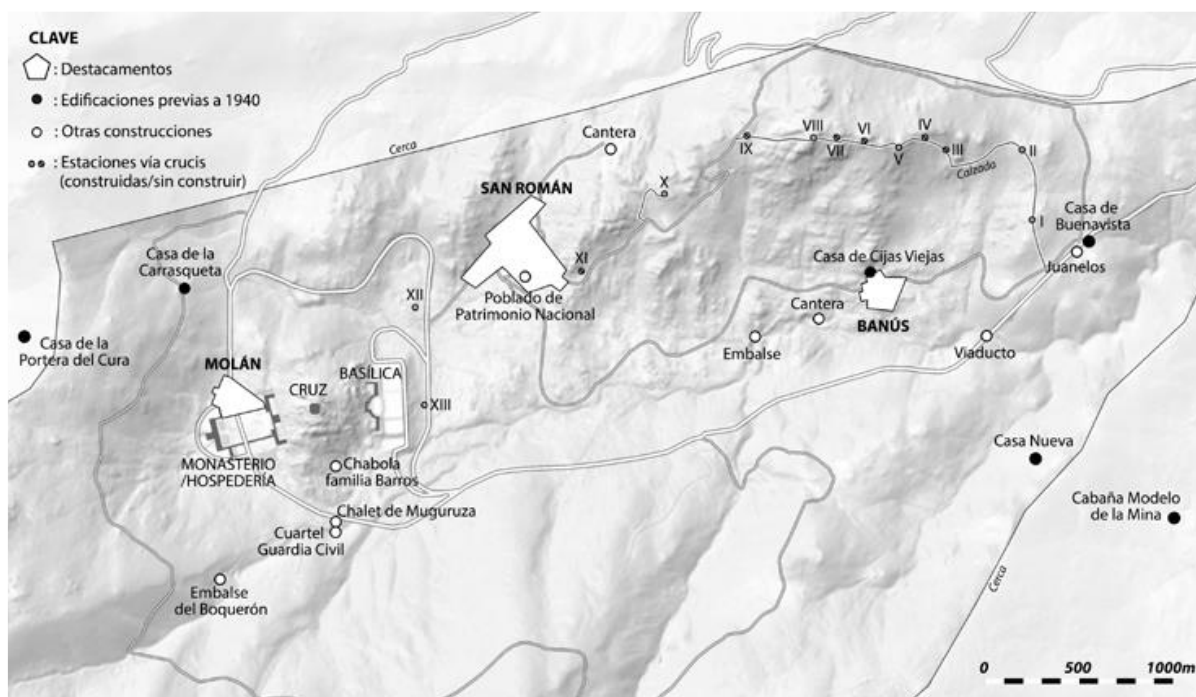 CLAVE
: Destacamentos
: Edificaciones previas a 1940
: Otras construcciones
: Estaciones vía crucis
(construidas/sin construir)
Cerca
Cantera
SAN ROMÁN
IX
VIII
VII
VI
V
IV
III
II
I
Calzada
X
XI
Casa de
Buenavista
Juanelos
Casa de la
Carrasqueta
Casa de Cijas Viejas
Poblado de
Patrimonio Nacional
XII
Cantera
BANÚS
Embalse
Viaducto
Casa de la
Portera del Cura
MOLÁN
CRUZ
BASÍLICA
XIII
MONASTERIO
/HOSPEDERÍA
Chabola
familia Barros
Casa Nueva
Chalet de Muguruza
Cuartel
Guardia Civil
Cabaña Modelo
de la Mina
Embalse
del Boquerón
Cerca
0 500 1000m